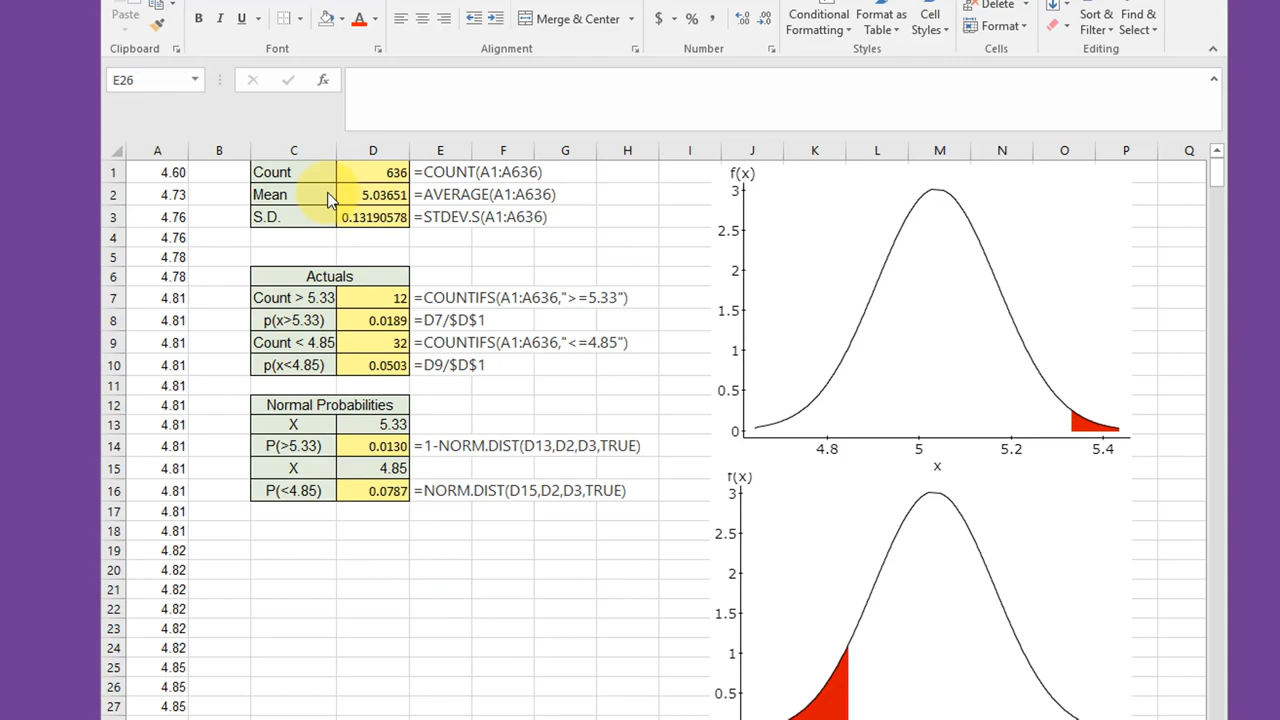 Paste
B I U A
Merge & Center
$ % ,
Conditional Formatting
Format as Table
Cell Styles
Delete
Format
Sort & Filter
Find & Select
Clipboard Font Alignment Number Styles Cells Editing
E26 fx
A B C D E F G H I J K L M N O P Q
1 4.60 Count 636 =COUNT(A1:A636)
2 4.73 Mean 5.03651 =AVERAGE(A1:A636)
3 4.76 S.D. 0.13190578 =STDEV.S(A1:A636)
4 4.76
5 4.78
6 4.78 Actuals
7 4.81 Count > 5.33 12 =COUNTIFS(A1:A636,">=5.33")
8 4.81 p(x>5.33) 0.0189 =D7/$D$1
9 4.81 Count < 4.85 32 =COUNTIFS(A1:A636,"<=4.85")
10 4.81 p(x<4.85) 0.0503 =D9/$D$1
11 4.81
12 4.81 Normal Probabilities
13 4.81 X 5.33
14 4.81 P(>5.33) 0.0130 =1-NORM.DIST(D13,D2,D3,TRUE)
15 4.81 X 4.85
16 4.81 P(<4.85) 0.0787 =NORM.DIST(D15,D2,D3,TRUE)
17 4.81
18 4.81
19 4.82
20 4.82
21 4.82
22 4.82
23 4.82
24 4.82
25 4.85
26 4.85
27 4.85
f(x)
3
2.5
2
1.5
1
0.5
0
4.8 5 5.2 5.4
x
f(x)
3
2.5
2
1.5
1
0.5